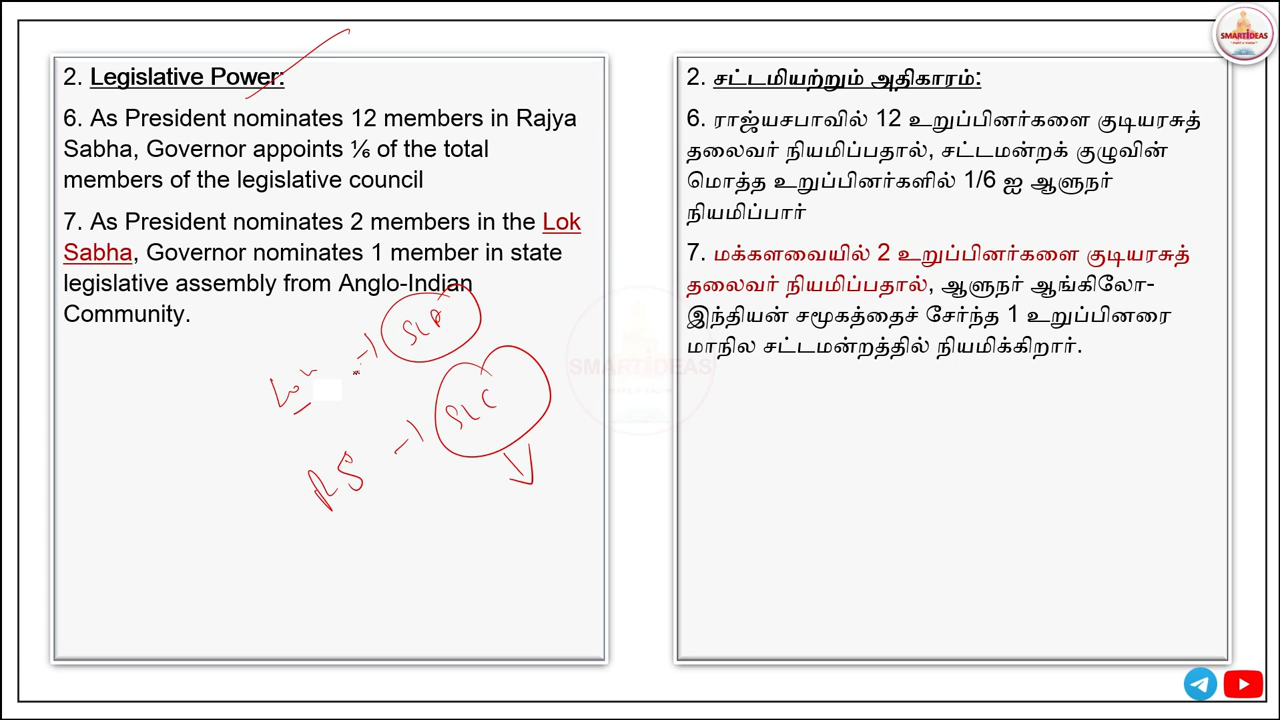 SMARTIDEAS
2. Legislative Power:
6. As President nominates 12 members in Rajya
Sabha, Governor appoints ⅙ of the total
members of the legislative council
7. As President nominates 2 members in the Lok
Sabha, Governor nominates 1 member in state
legislative assembly from Anglo-Indian
Community.
SLA
SLC
RS
2. சட்டமியற்றும் அதிகாரம்:
6. ராஜ்யசபாவில் 12 உறுப்பினர்களை குடியரசுத்
தலைவர் நியமிப்பதால், சட்டமன்றக் குழுவின்
மொத்த உறுப்பினர்களில் 1/6 ஐ ஆளுநர்
நியமிப்பார்
7. மக்களவையில் 2 உறுப்பினர்களை குடியரசுத்
தலைவர் நியமிப்பதால், ஆளுநர் ஆங்கிலோ-
இந்தியன் சமூகத்தைச் சேர்ந்த 1 உறுப்பினரை
மாநில சட்டமன்றத்தில் நியமிக்கிறார்.
SMARTIDEAS